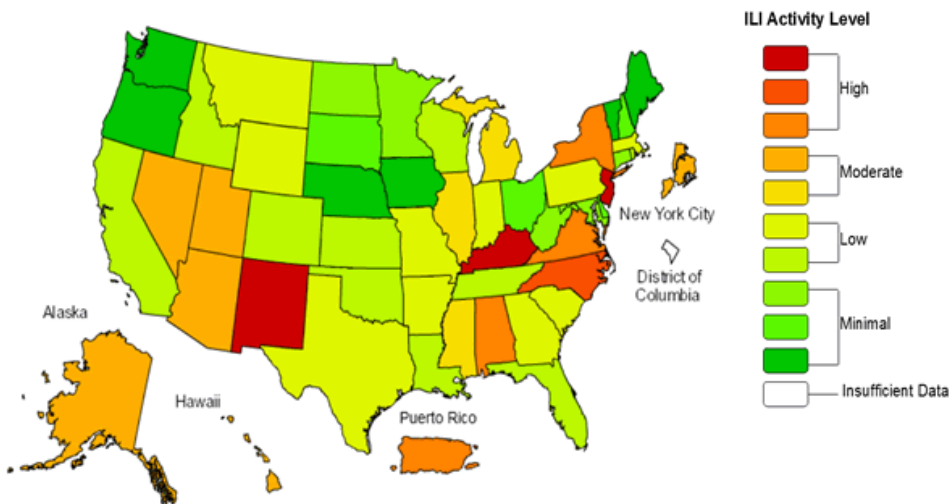 ILI Activity Level
High
Moderate
Low
Minimal
Insufficient Data
New York City
District of
Columbia
Alaska
Hawaii
Puerto Rico